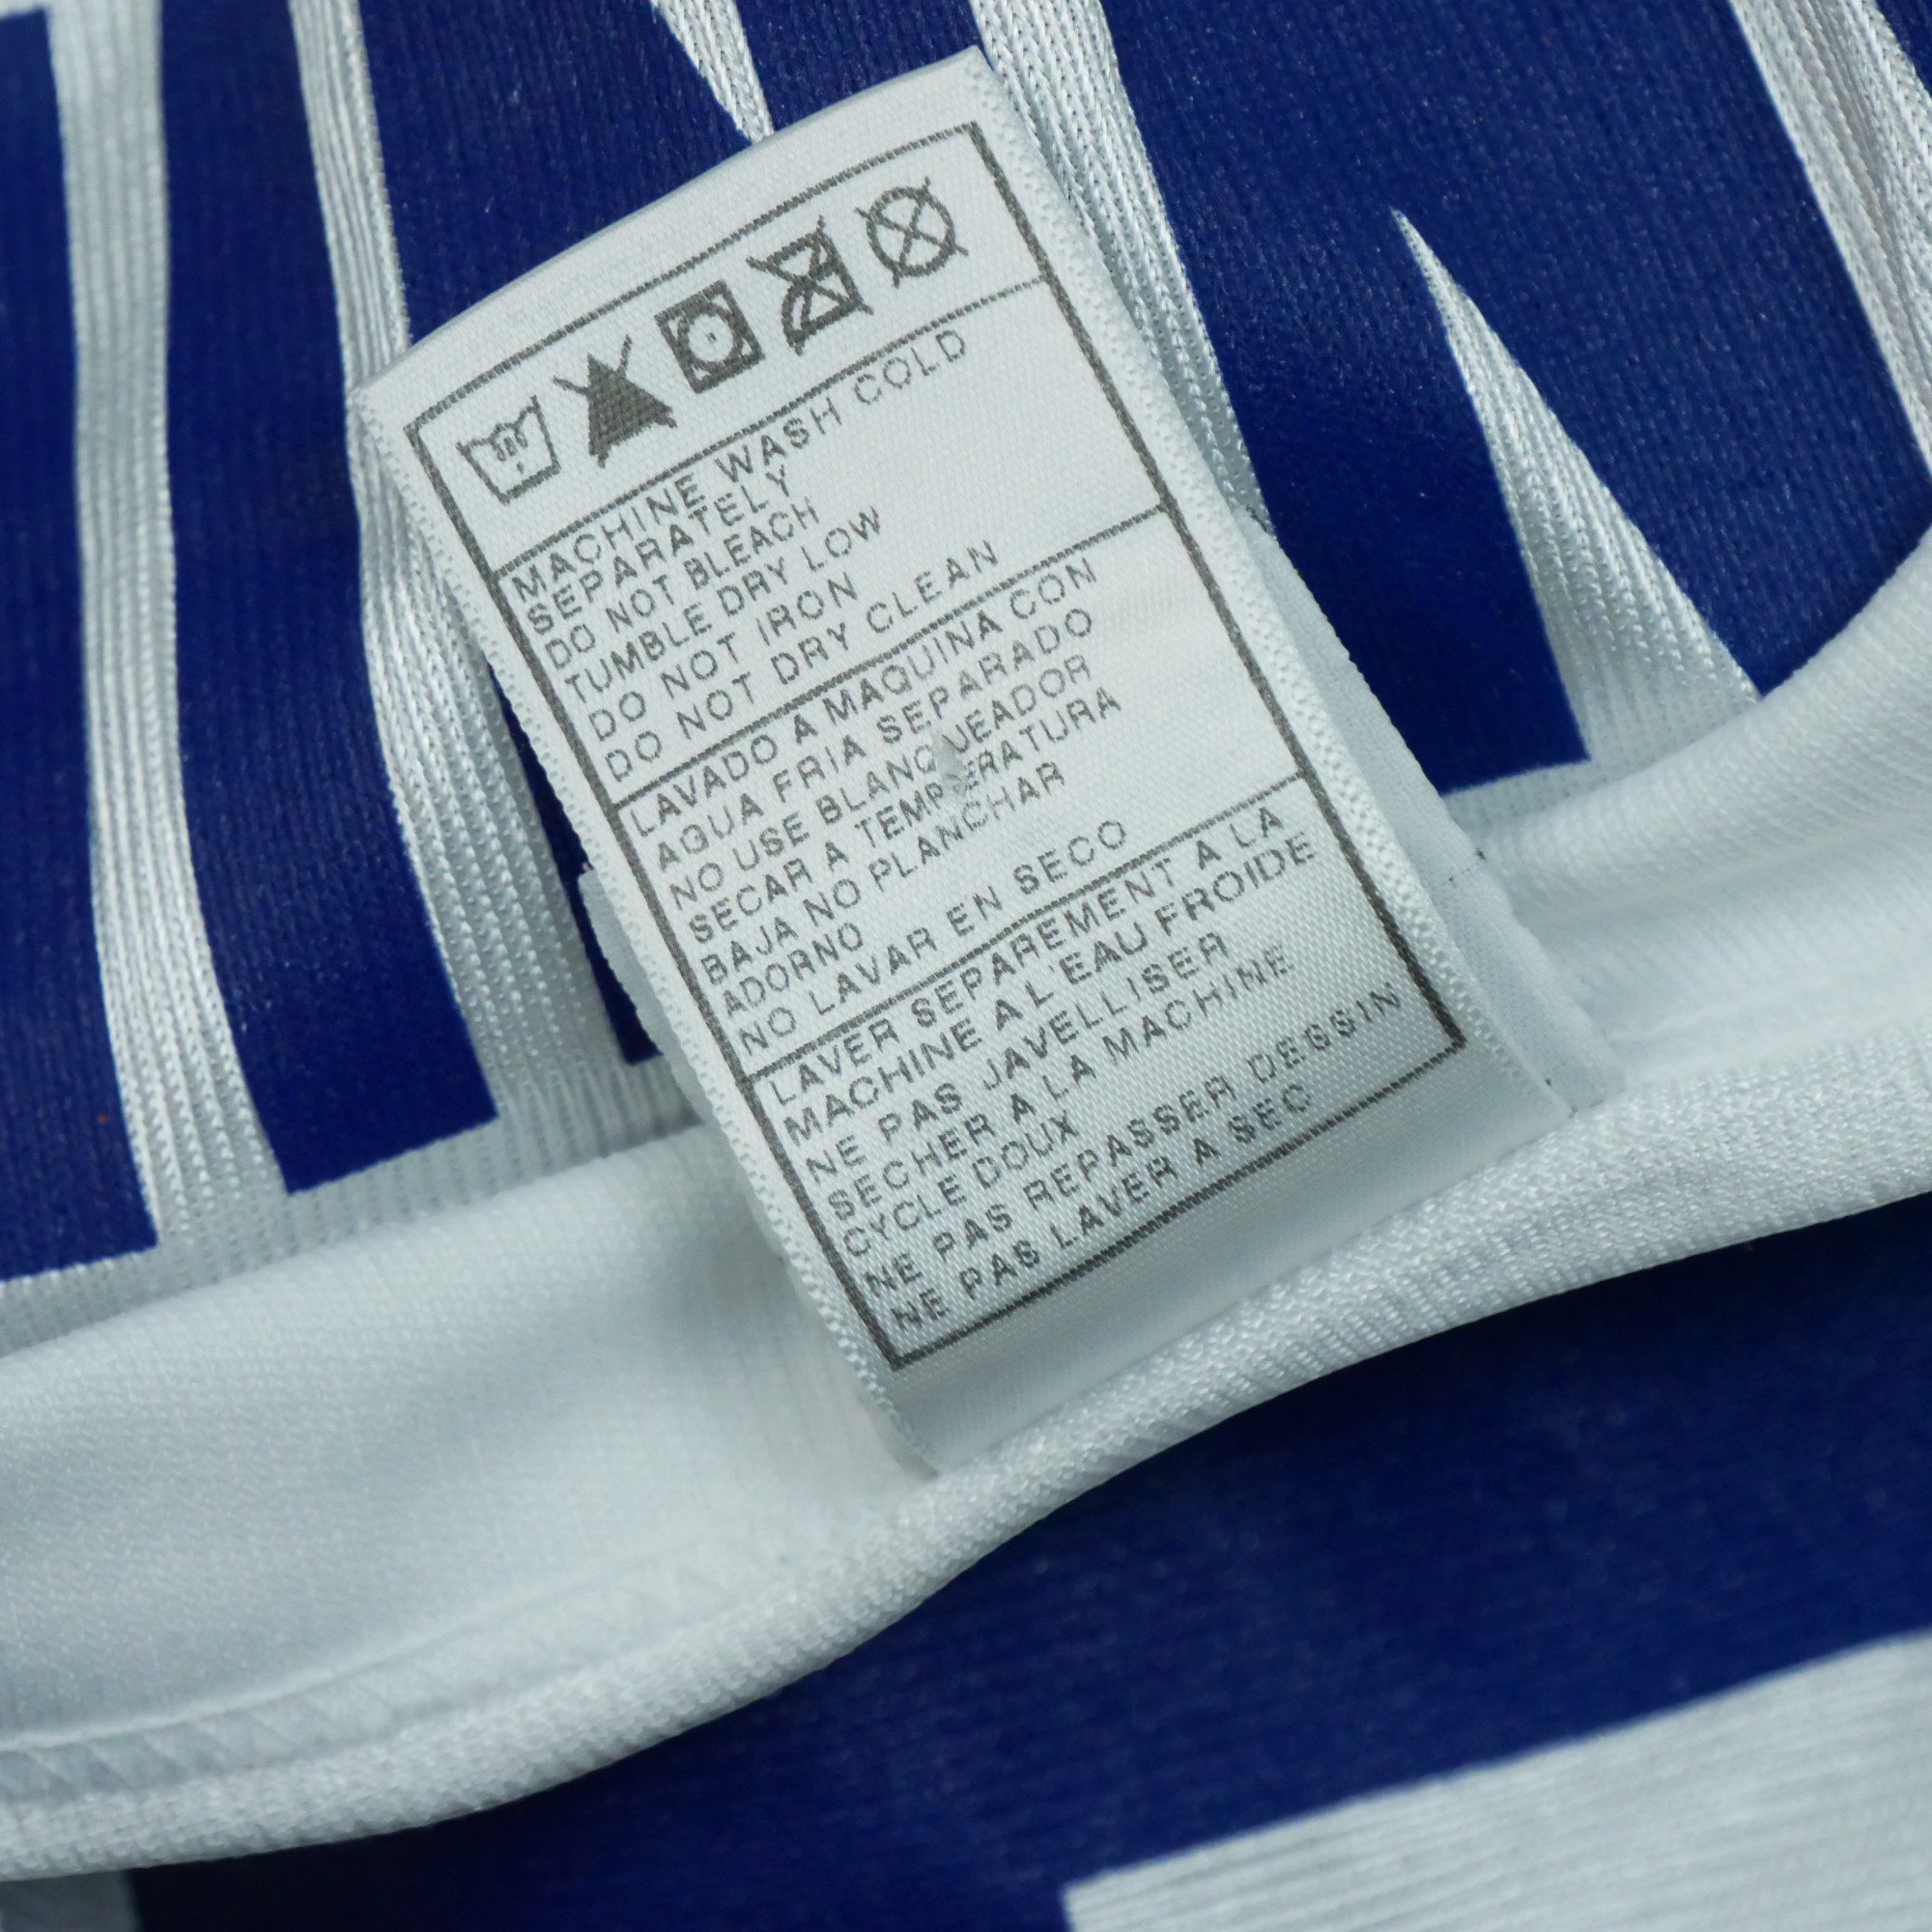 MACHINE WASH COLD
SEPARATELY
DO NOT BLEACH
TUMBLE DRY LOW
DO NOT IRON
DO NOT DRY CLEAN
LAVADO A MAQUINA CON
AGUA FRIA SEPARADO
NO USE BLANQUEADOR
SECAR A TEMPERATURA
BAJA NO PLANCHAR
ADORNO
NO LAVAR EN SECO
LAVER SEPAREMENT A LA
MACHINE A L'EAU FROIDE
NE PAS JAVELLISER
SECHER A LA MACHINE
CYCLE DOUX
NE PAS REPASSER DESSIN
NE PAS LAVER A SEC